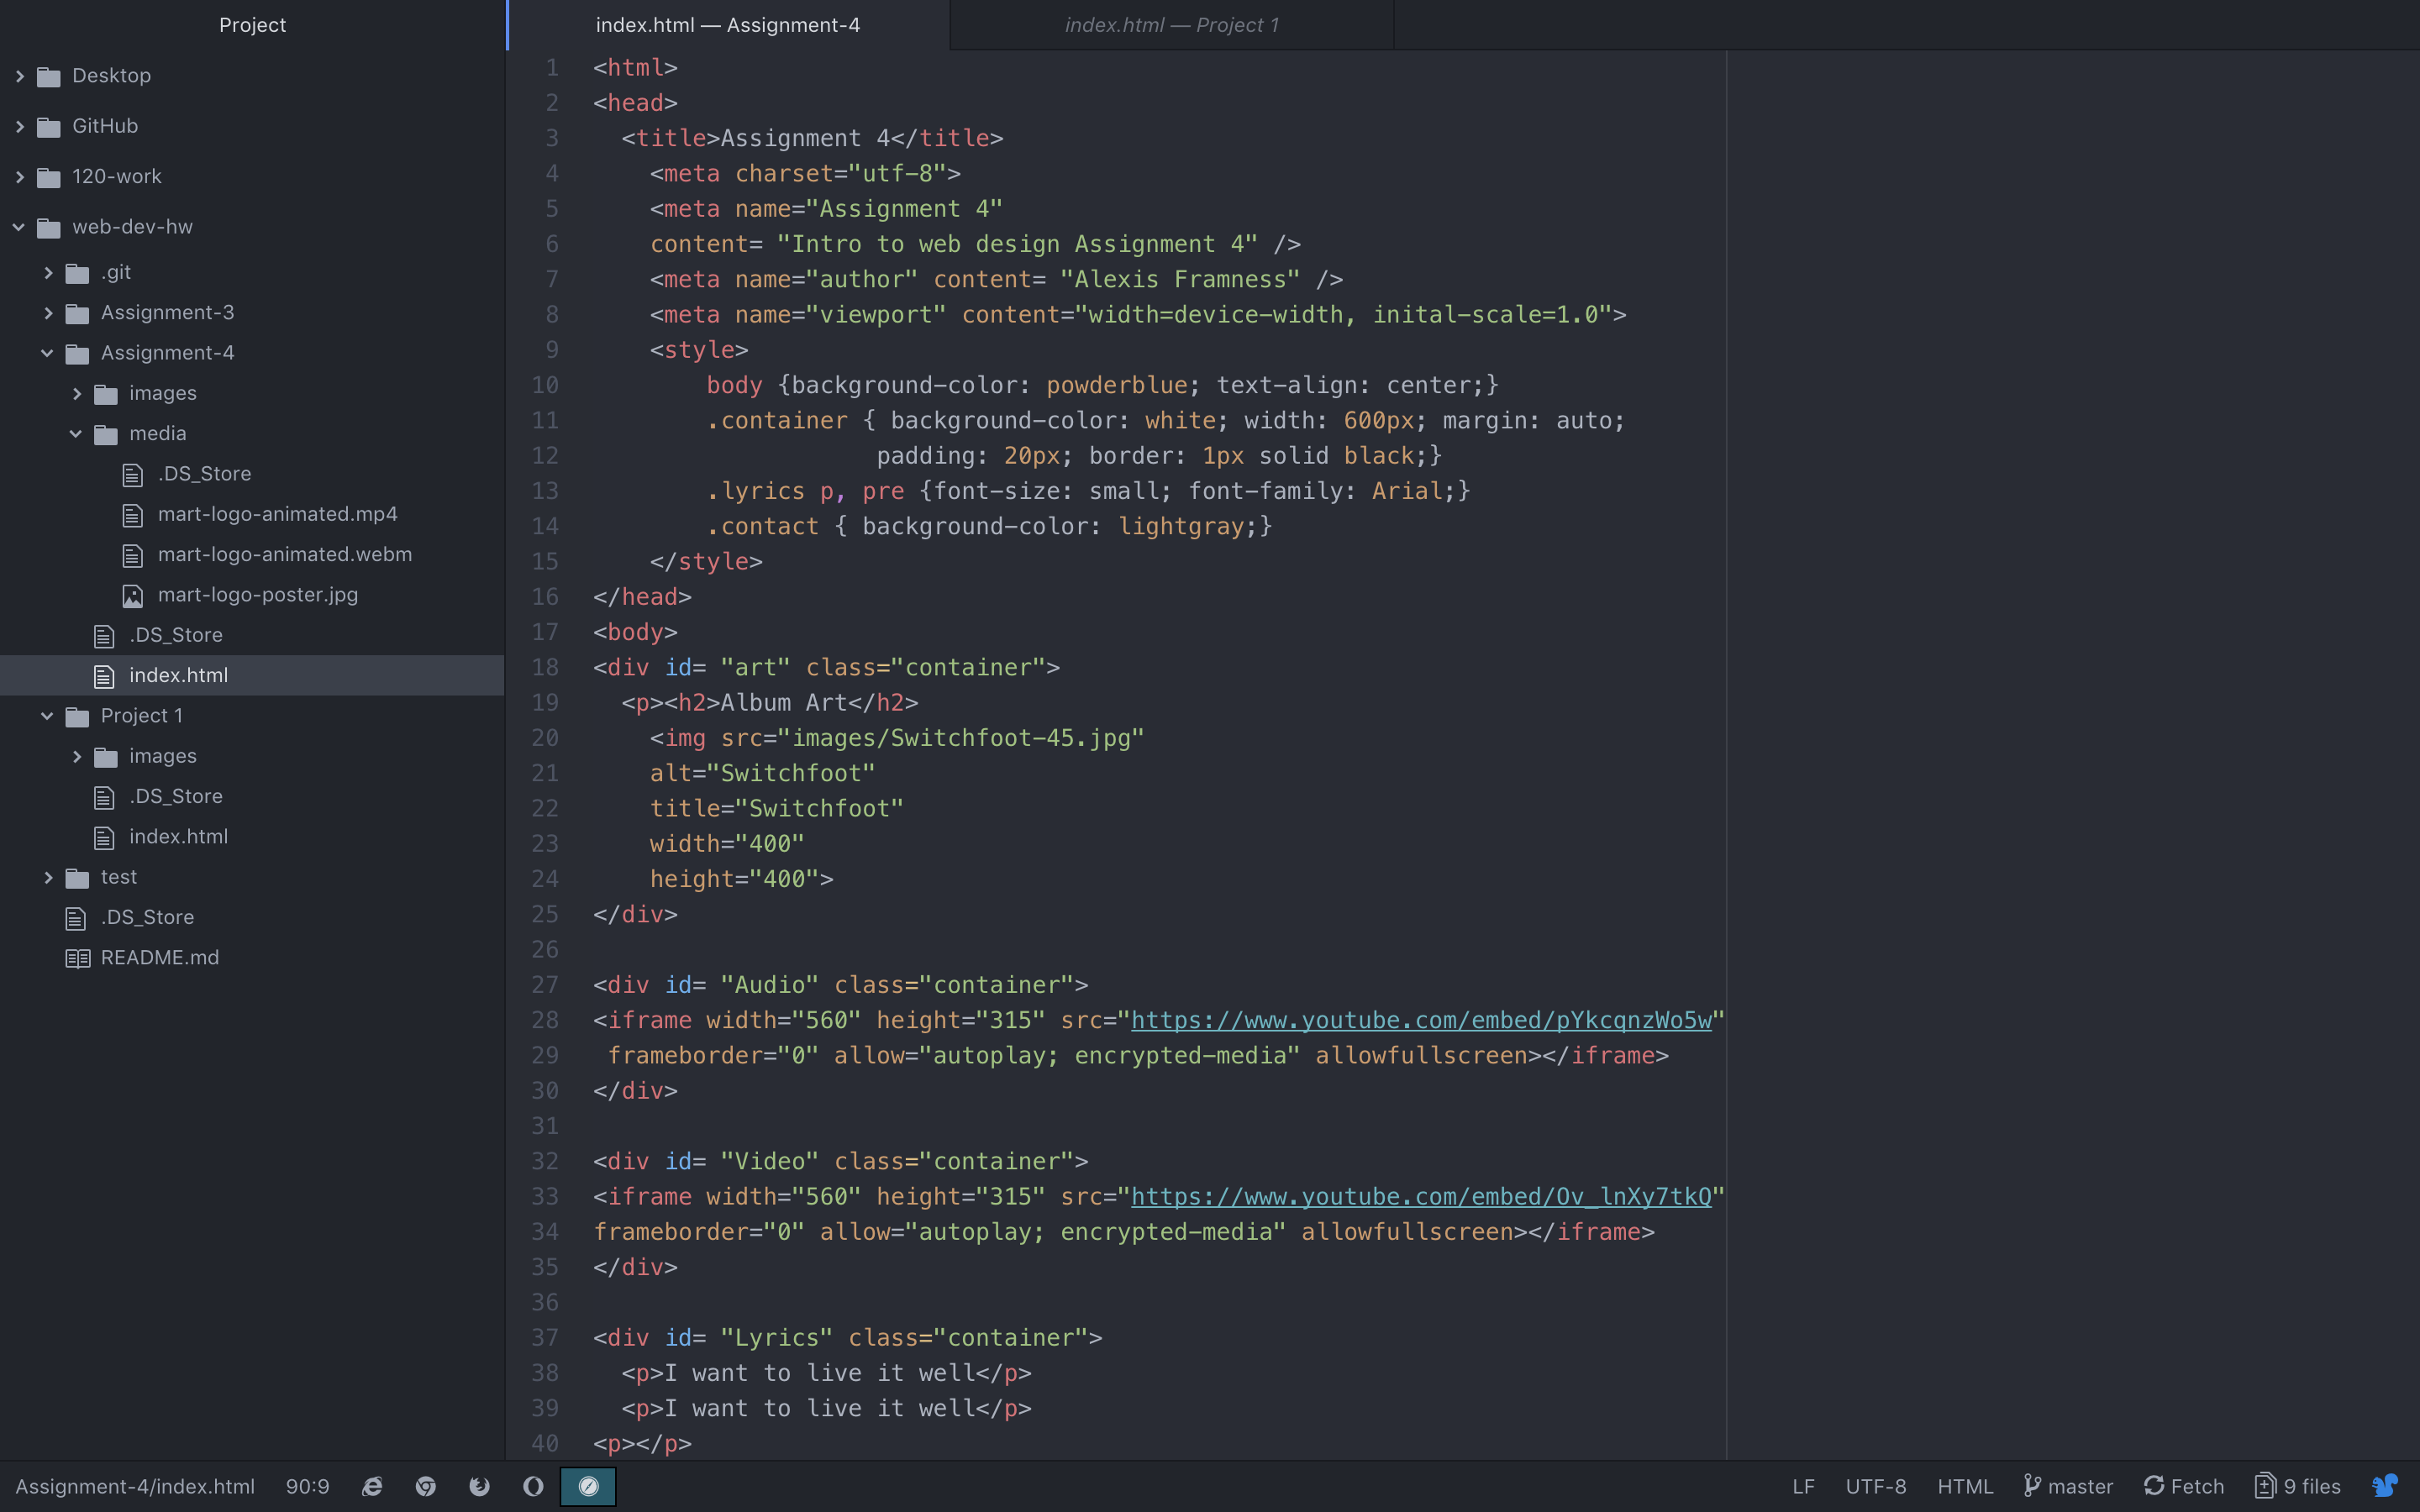 Project
Desktop
GitHub
120-work
web-dev-hw
.git
Assignment-3
Assignment-4
images
media
.DS_Store
mart-logo-animated.mp4
mart-logo-animated.webm
mart-logo-poster.jpg
.DS_Store
index.html
Project 1
images
.DS_Store
index.html
test
.DS_Store
README.md
index.html — Assignment-4
index.html — Project 1
1 <html>
2 <head>
3 <title>Assignment 4</title>
4 <meta charset="utf-8">
5 <meta name="Assignment 4"
6 content= "Intro to web design Assignment 4" />
7 <meta name="author" content= "Alexis Framness" />
8 <meta name="viewport" content="width=device-width, inital-scale=1.0">
9 <style>
10 body {background-color: powderblue; text-align: center;}
11 .container { background-color: white; width: 600px; margin: auto;
12 padding: 20px; border: 1px solid black;}
13 .lyrics p, pre {font-size: small; font-family: Arial;}
14 .contact { background-color: lightgray;}
15 </style>
16 </head>
17 <body>
18 <div id= "art" class="container">
19 <p><h2>Album Art</h2>
20 <img src="images/Switchfoot-45.jpg"
21 alt="Switchfoot"
22 title="Switchfoot"
23 width="400"
24 height="400">
25 </div>
26
27 <div id= "Audio" class="container">
28 <iframe width="560" height="315" src="https://www.youtube.com/embed/pYkcqnzWo5w"
29 frameborder="0" allow="autoplay; encrypted-media" allowfullscreen></iframe>
30 </div>
31
32 <div id= "Video" class="container">
33 <iframe width="560" height="315" src="https://www.youtube.com/embed/Ov_lnXy7tkQ"
34 frameborder="0" allow="autoplay; encrypted-media" allowfullscreen></iframe>
35 </div>
36
37 <div id= "Lyrics" class="container">
38 <p>I want to live it well</p>
39 <p>I want to live it well</p>
40 <p></p>
Assignment-4/index.html 90:9 LF UTF-8 HTML master Fetch 9 files